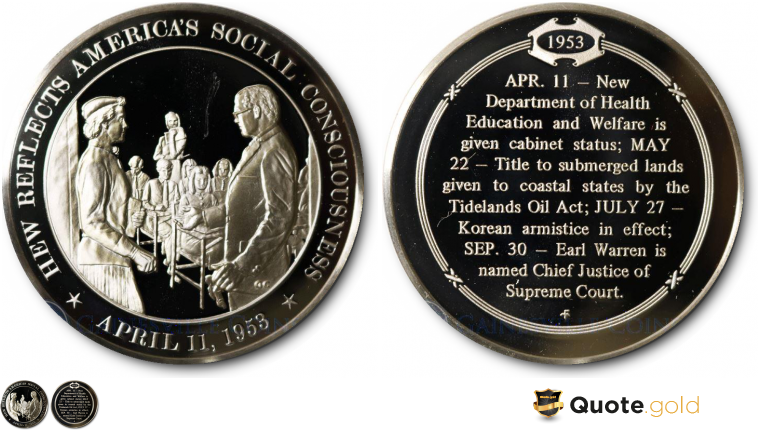 HEW REFLECTS AMERICA'S SOCIAL CONSCIOUSNESS
★ APRIL 11, 1953 ★
1953
APR. 11 — New
Department of Health
Education and Welfare is
given cabinet status; MAY
22 — Title to submerged lands
given to coastal states by the
Tidelands Oil Act; JULY 27 —
Korean armistice in effect;
SEP. 30 — Earl Warren is
named Chief Justice of
Supreme Court.
Quote.gold